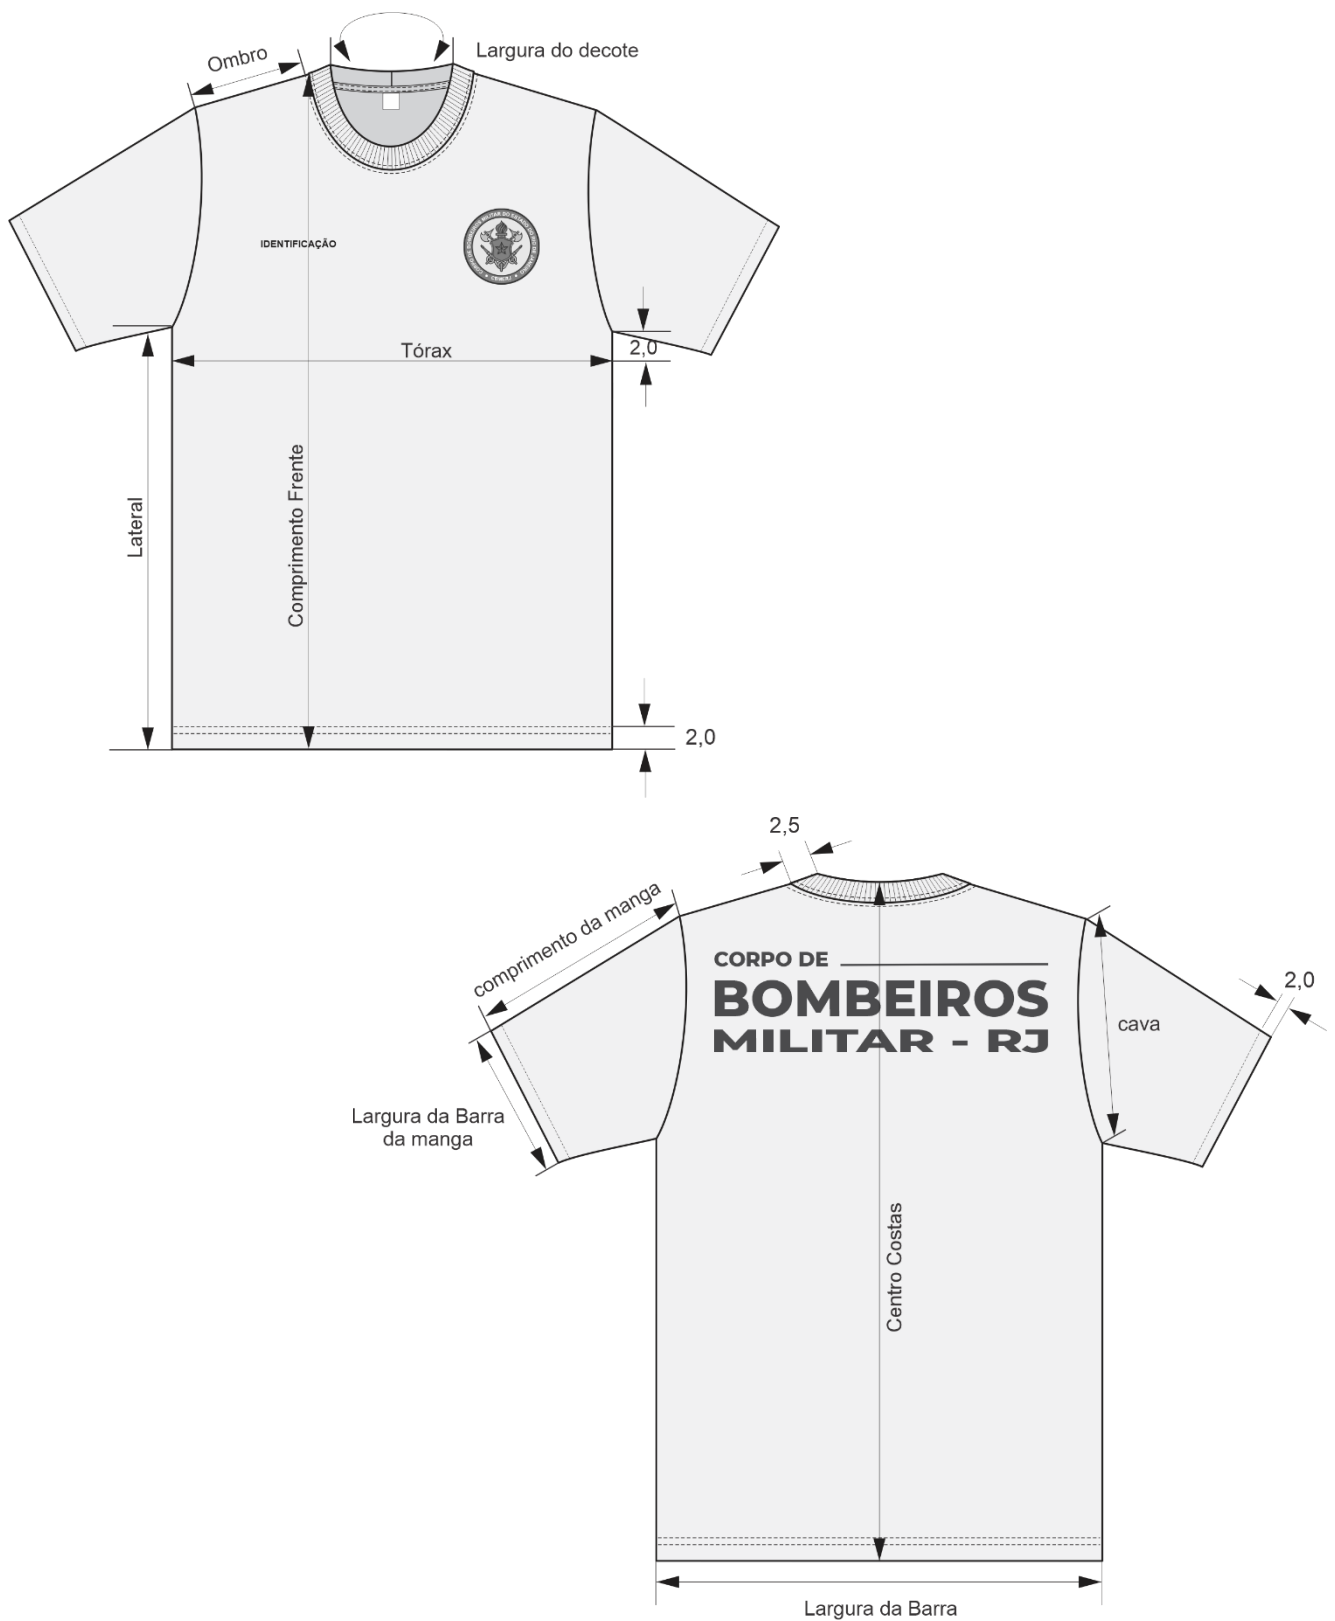 Ombro
Largura do decote
IDENTIFICAÇÃO
Tórax
2,0
Comprimento Frente
Lateral
2,0
2,5
comprimento da manga
CORPO DE
BOMBEIROS
MILITAR - RJ
2,0
cava
Largura da Barra
da manga
Centro Costas
Largura da Barra